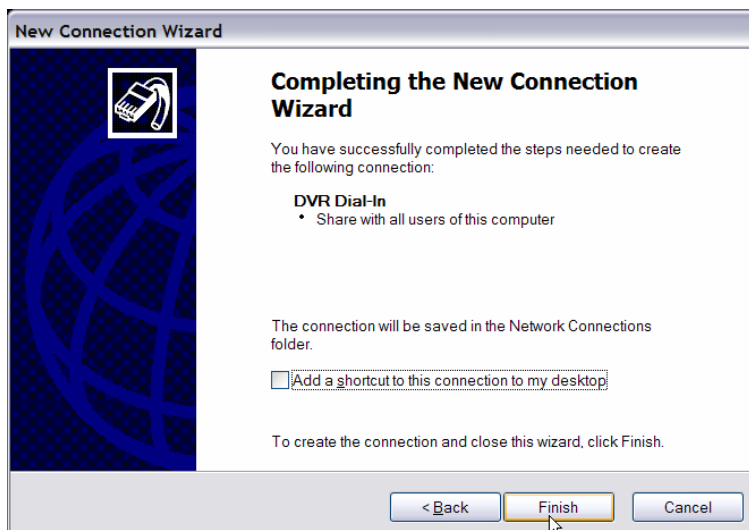 New Connection Wizard
Completing the New Connection
Wizard
You have successfully completed the steps needed to create
the following connection:
DVR Dial-In
• Share with all users of this computer
The connection will be saved in the Network Connections
folder.
Add a shortcut to this connection to my desktop
To create the connection and close this wizard, click Finish.
< Back Finish Cancel